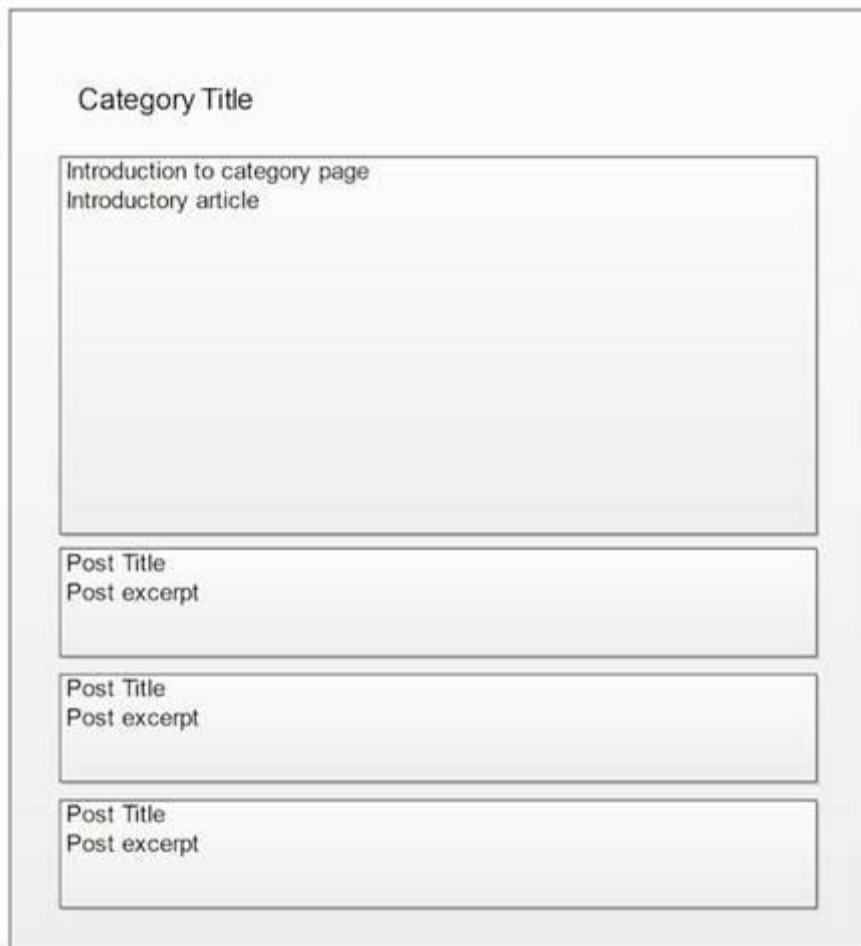 Category Title
Introduction to category page
Introductory article
Post Title
Post excerpt
Post Title
Post excerpt
Post Title
Post excerpt